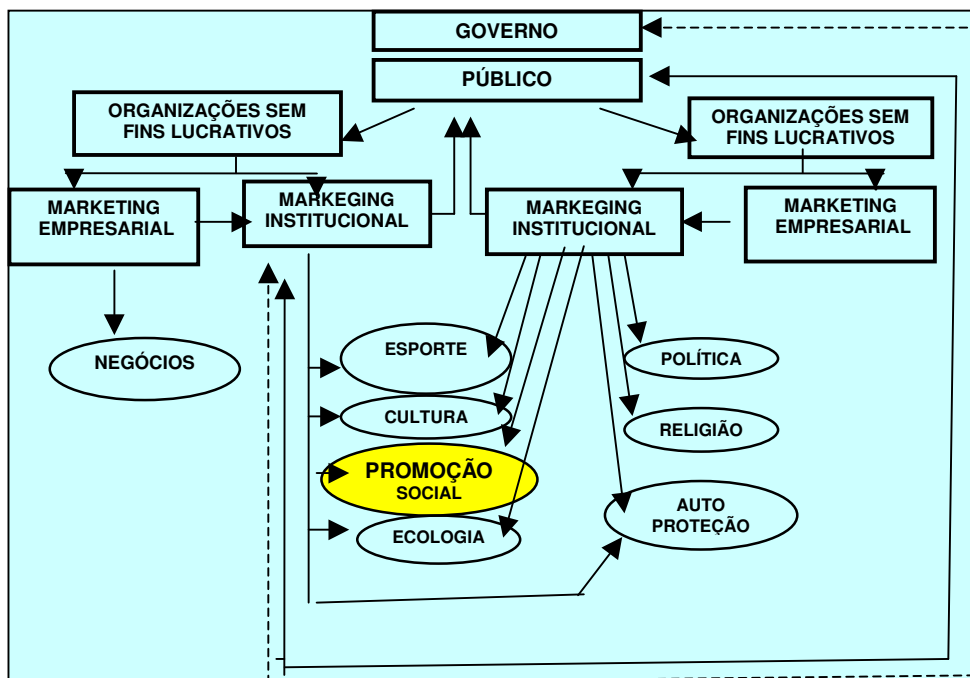 GOVERNO
PÚBLICO
ORGANIZAÇÕES SEM
FINS LUCRATIVOS
ORGANIZAÇÕES SEM
FINS LUCRATIVOS
MARKETING
EMPRESARIAL
MARKEGING
INSTITUCIONAL
MARKEGING
INSTITUCIONAL
MARKETING
EMPRESARIAL
NEGÓCIOS
ESPORTE
POLÍTICA
CULTURA
RELIGIÃO
PROMOÇÃO
SOCIAL
AUTO
PROTEÇÃO
ECOLOGIA